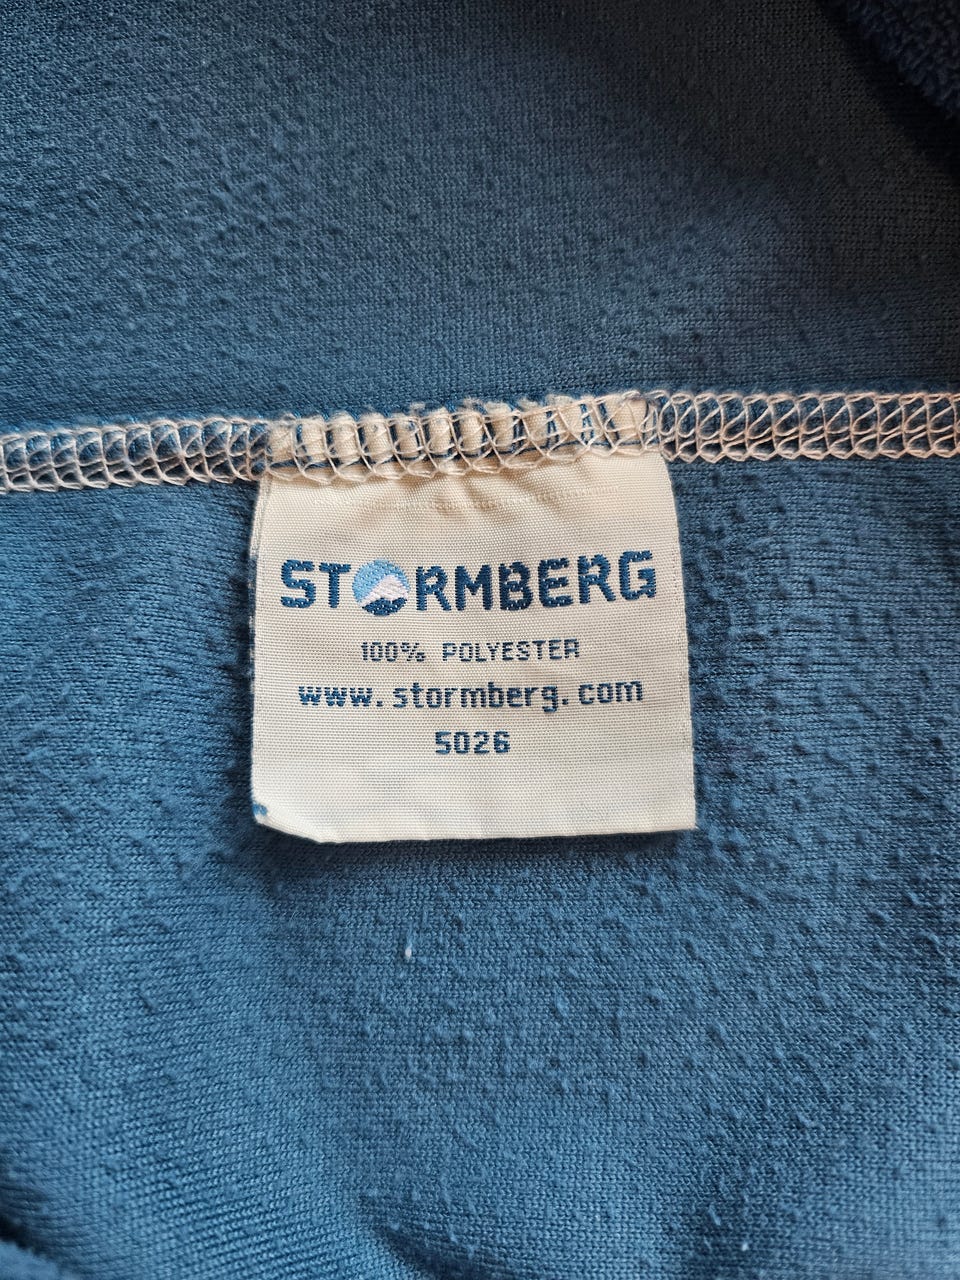 STORMBERG
100% POLYESTER
www.stormberg.com
5026